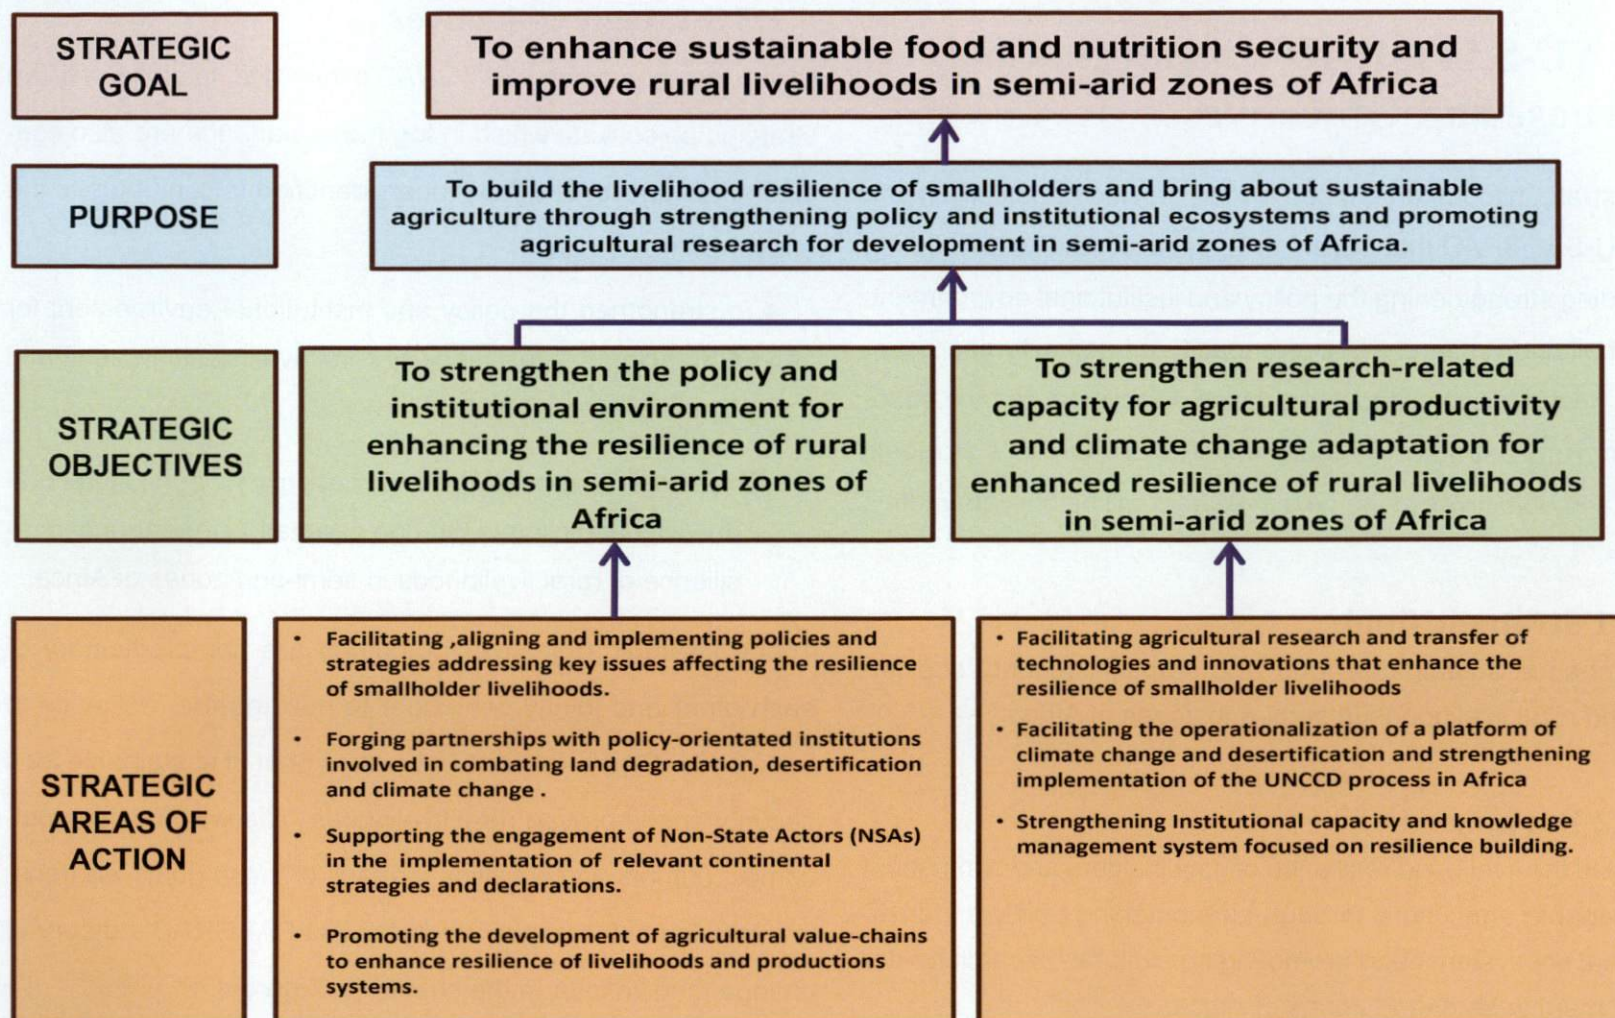 STRATEGIC
GOAL
To enhance sustainable food and nutrition security and
improve rural livelihoods in semi-arid zones of Africa
PURPOSE
To build the livelihood resilience of smallholders and bring about sustainable
agriculture through strengthening policy and institutional ecosystems and promoting
agricultural research for development in semi-arid zones of Africa.
STRATEGIC
OBJECTIVES
To strengthen the policy and
institutional environment for
enhancing the resilience of rural
livelihoods in semi-arid zones of
Africa
To strengthen research-related
capacity for agricultural productivity
and climate change adaptation for
enhanced resilience of rural livelihoods
in semi-arid zones of Africa
STRATEGIC
AREAS OF
ACTION
• Facilitating ,aligning and implementing policies and
strategies addressing key issues affecting the resilience
of smallholder livelihoods.
• Forging partnerships with policy-orientated institutions
involved in combating land degradation, desertification
and climate change .
• Supporting the engagement of Non-State Actors (NSAs)
in the implementation of relevant continental
strategies and declarations.
• Promoting the development of agricultural value-chains
to enhance resilience of livelihoods and productions
systems.
• Facilitating agricultural research and transfer of
technologies and innovations that enhance the
resilience of smallholder livelihoods
• Facilitating the operationalization of a platform of
climate change and desertification and strengthening
implementation of the UNCCD process in Africa
• Strengthening Institutional capacity and knowledge
management system focused on resilience building.